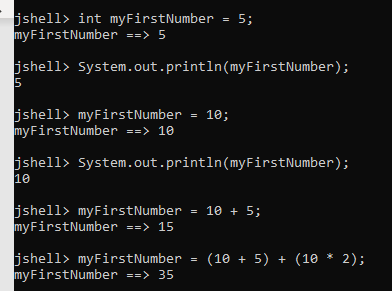 jshell> int myFirstNumber = 5;
myFirstNumber ==> 5
jshell> System.out.println(myFirstNumber);
5
jshell> myFirstNumber = 10;
myFirstNumber ==> 10
jshell> System.out.println(myFirstNumber);
10
jshell> myFirstNumber = 10 + 5;
myFirstNumber ==> 15
jshell> myFirstNumber = (10 + 5) + (10 * 2);
myFirstNumber ==> 35